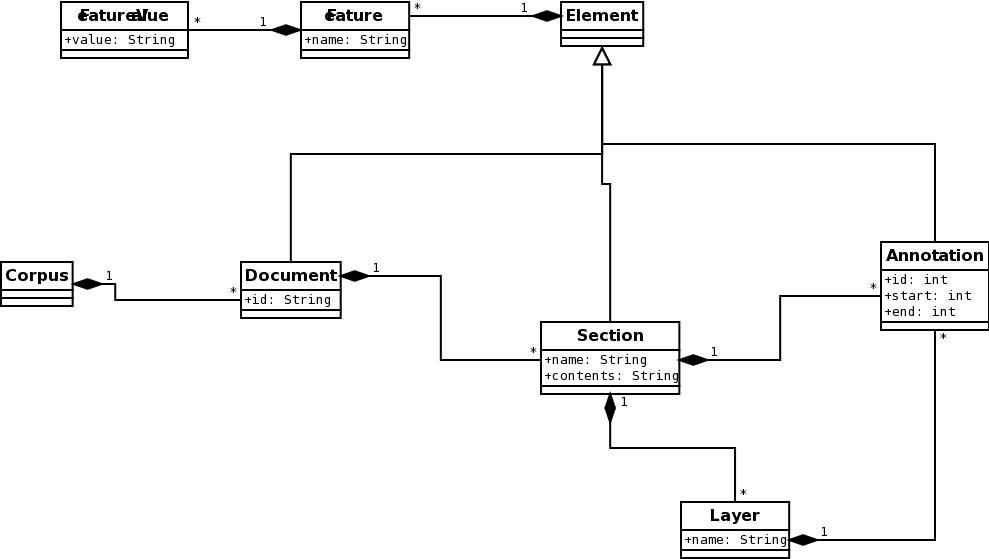 FeatureValue
+value: String
*
1
Feature
+name: String
*
1
Element
Corpus
1
*
Document
+id: String
1
*
Section
+name: String
+contents: String
1
*
Annotation
+id: int
+start: int
+end: int
*
1
*
Layer
+name: String
1